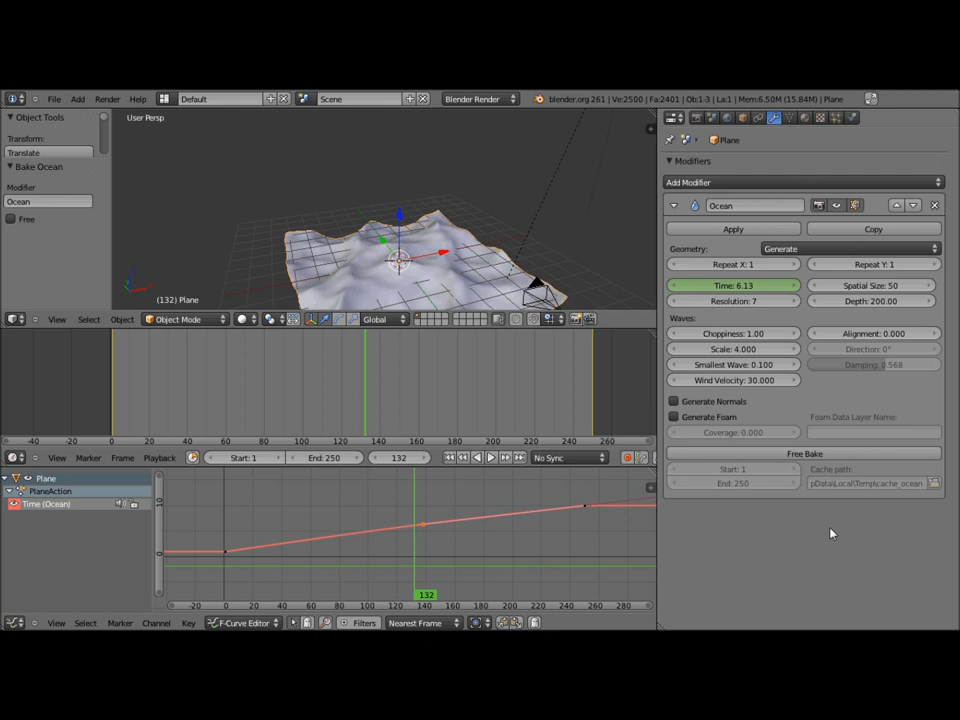 File Add Render Help Default Scene Blender Render blender.org 261 | Ve:2500 | Fa:2401 | Ob:1-3 | La:1 | Mem:6.50M (15.84M) | Plane
Object Tools
Transform:
Translate
Bake Ocean
Modifier
Ocean
Free
User Persp
(132) Plane
View Select Object Object Mode Global
-40 -20 0 20 40 60 80 100 120 140 160 180 200 220 240 260
View Marker Frame Playback Start: 1 End: 250 132 No Sync
Plane
PlaneAction
Time (Ocean)
10
0
132
-20 0 20 40 60 80 100 120 140 160 180 200 220 240 260 280
View Select Marker Channel Key F-Curve Editor Filters Nearest Frame
Plane
Modifiers
Add Modifier
Ocean
Apply Copy
Geometry: Generate
Repeat X: 1 Repeat Y: 1
Time: 6.13 Spatial Size: 50
Resolution: 7 Depth: 200.00
Waves:
Choppiness: 1.00 Alignment: 0.000
Scale: 4.000 Direction: 0°
Smallest Wave: 0.100 Damping: 0.568
Wind Velocity: 30.000
Generate Normals
Generate Foam Foam Data Layer Name:
Coverage: 0.000
Free Bake
Start: 1 Cache path:
End: 250 pData\Local\Temp\cache_ocean